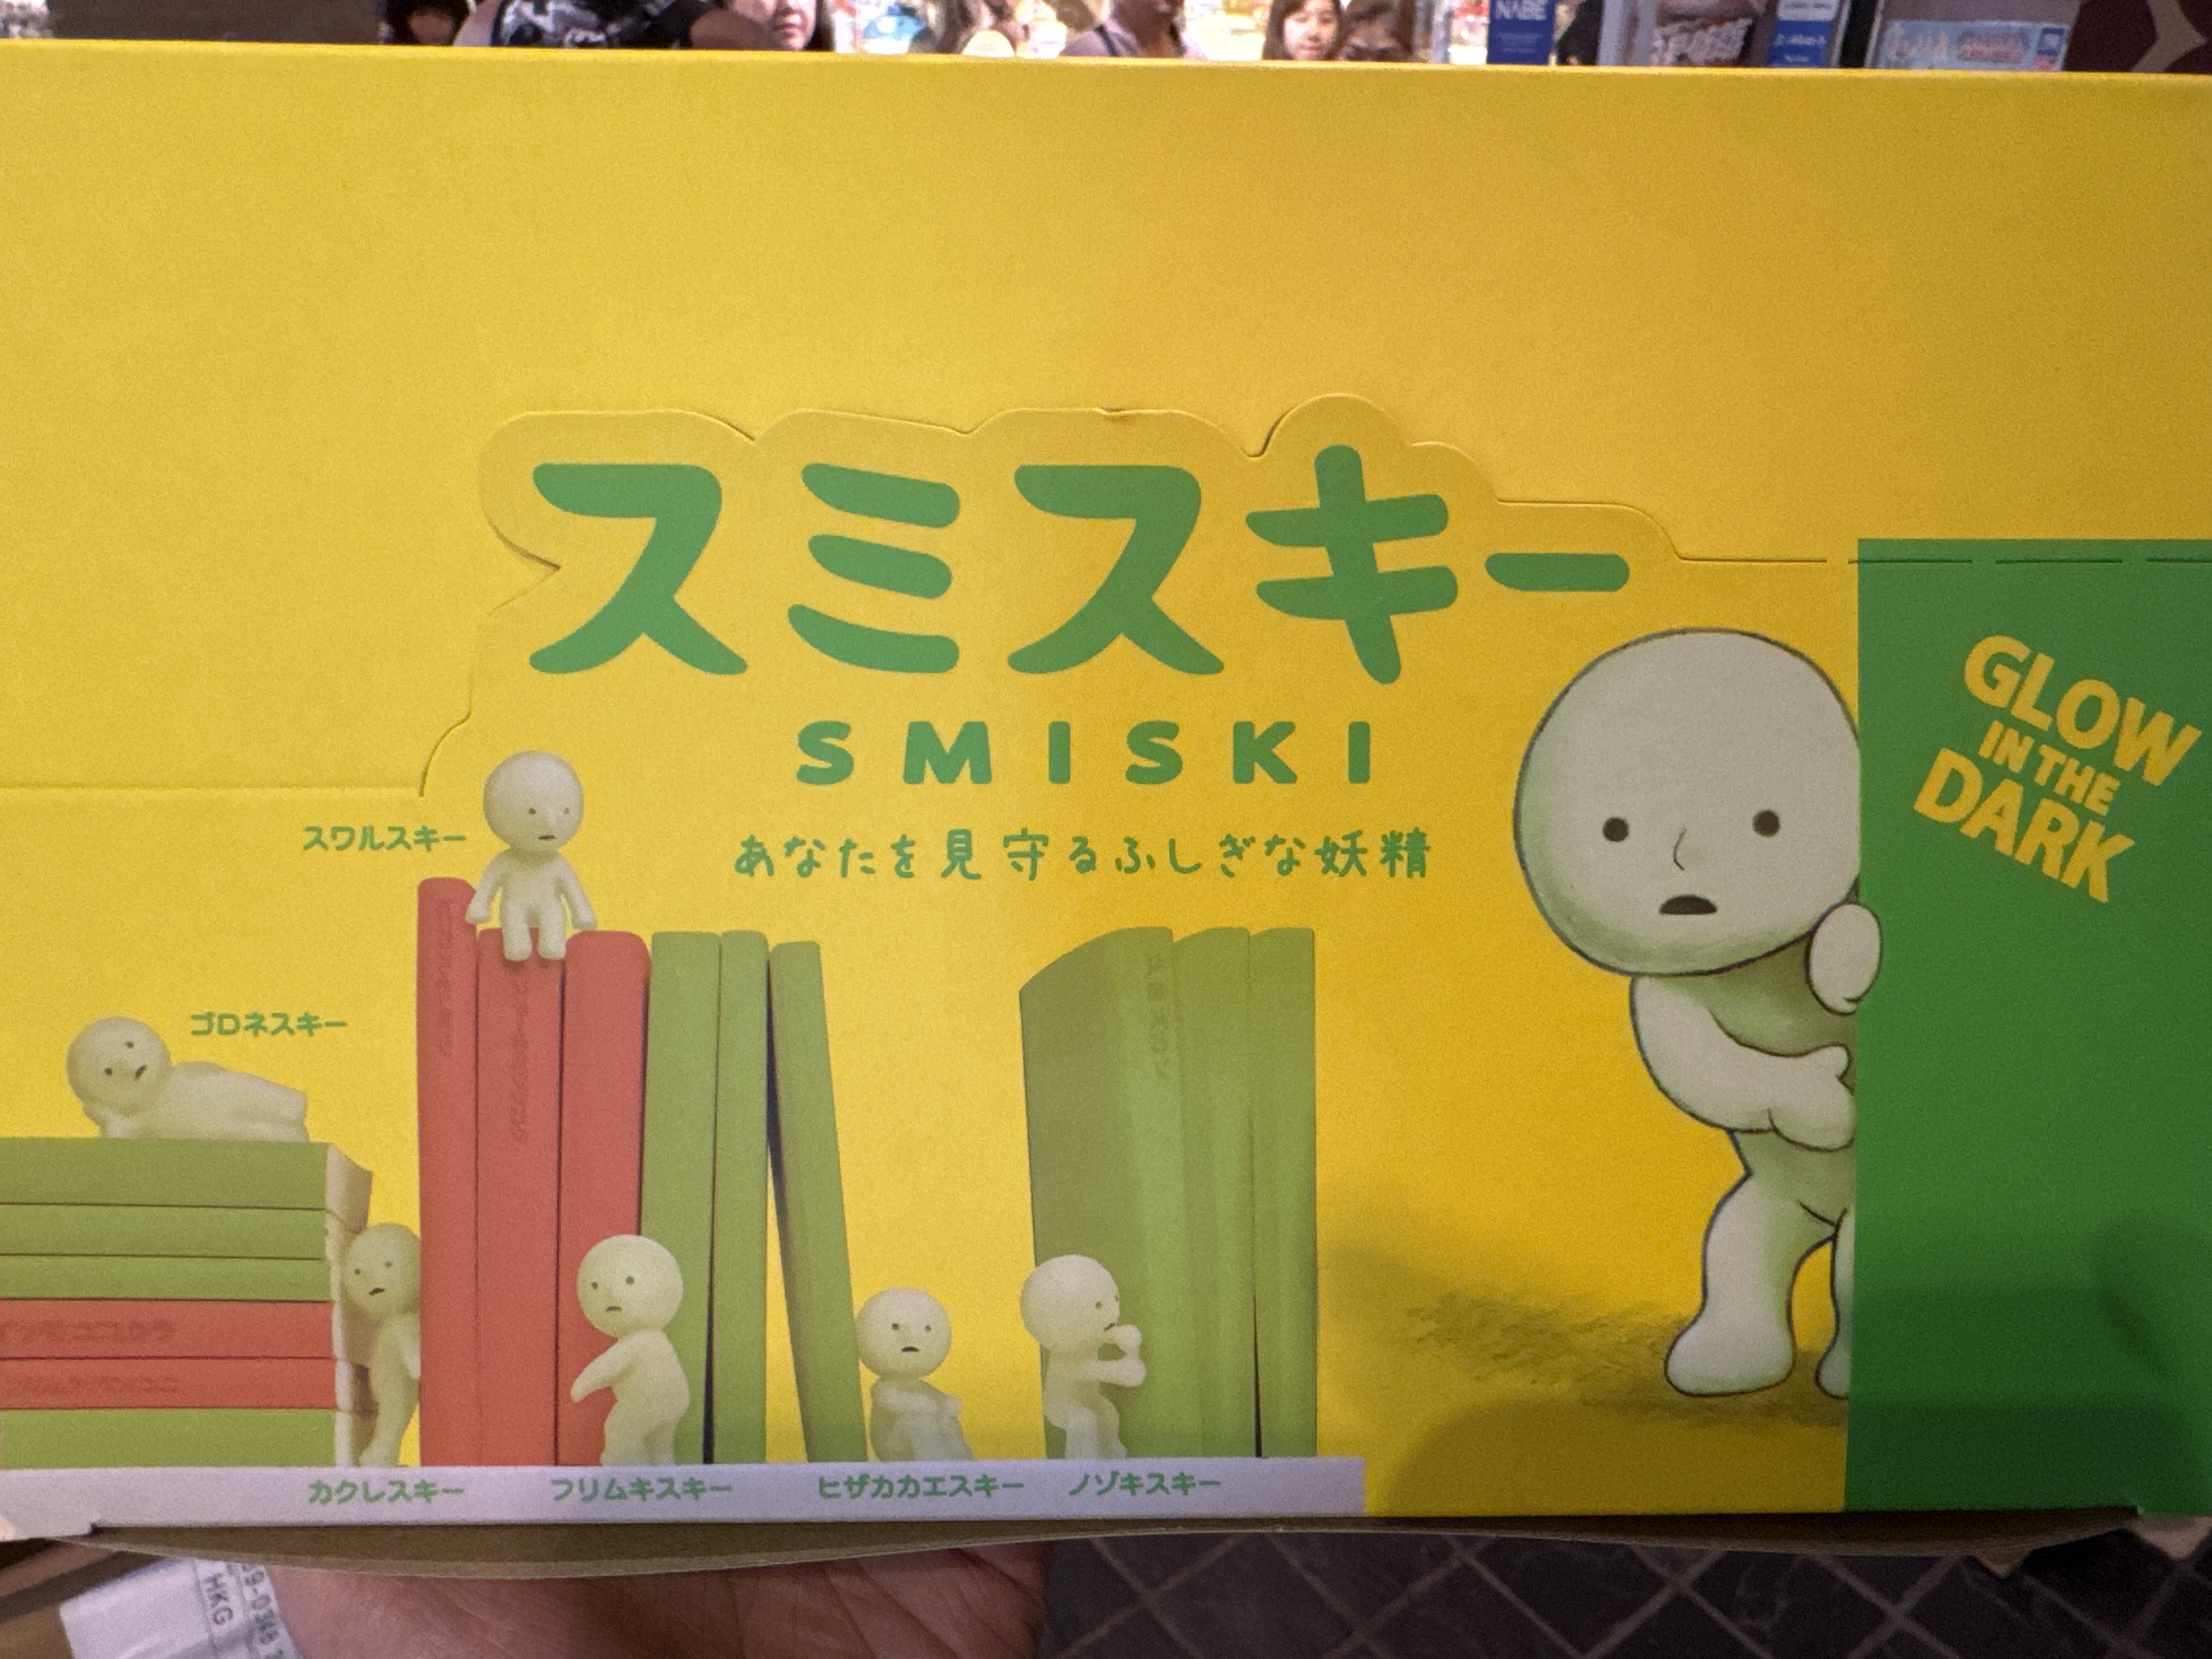 NABE
スミスキー
SMISKI
あなたを見守るふしぎな妖精
GLOW
IN THE
DARK
スワルスキー
ゴロネスキー
カクレスキー
フリムキスキー
ヒザカカエスキー
ノゾキスキー
HKG